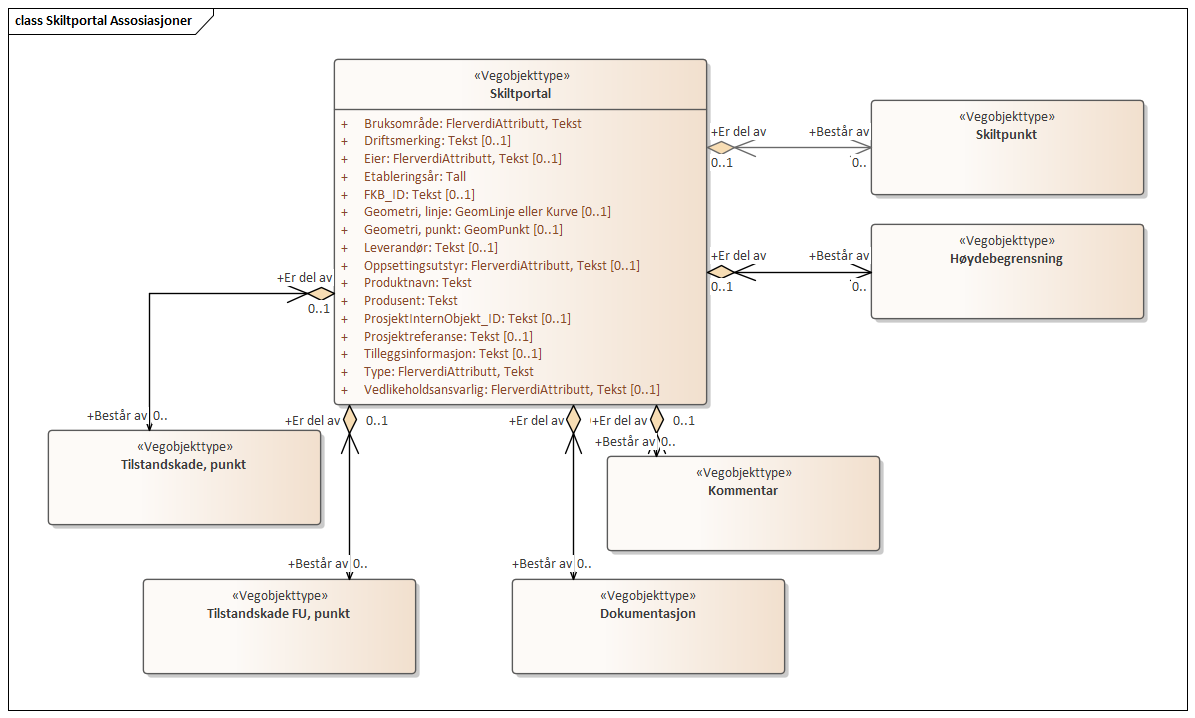 class Skiltportal Assosiasjoner
«Vegobjekttype»
Skiltportal
+ Bruksområde: FlerverdiAttributt, Tekst
+ Driftsmerking: Tekst [0..1]
+ Eier: FlerverdiAttributt, Tekst [0..1]
+ Etableringsår: Tall
+ FKB_ID: Tekst [0..1]
+ Geometri, linje: GeomLinje eller Kurve [0..1]
+ Geometri, punkt: GeomPunkt [0..1]
+ Leverandør: Tekst [0..1]
+ Oppsettingsutstyr: FlerverdiAttributt, Tekst [0..1]
+ Produktnavn: Tekst
+ Produsent: Tekst
+ ProsjektInternObjekt_ID: Tekst [0..1]
+ Prosjektreferanse: Tekst [0..1]
+ Tilleggsinformasjon: Tekst [0..1]
+ Type: FlerverdiAttributt, Tekst
+ Vedlikeholdsansvarlig: FlerverdiAttributt, Tekst [0..1]
+Er del av
+Består av
0..1
0..
«Vegobjekttype»
Skiltpunkt
+Er del av
+Består av
0..1
0..
«Vegobjekttype»
Høydebegrensning
+Er del av
0..1
+Består av 0..
«Vegobjekttype»
Tilstandskade, punkt
+Er del av
0..1
+Består av 0..
«Vegobjekttype»
Tilstandskade FU, punkt
+Er del av
+Består av 0..
«Vegobjekttype»
Dokumentasjon
+Er del av
0..1
+Består av 0..
«Vegobjekttype»
Kommentar